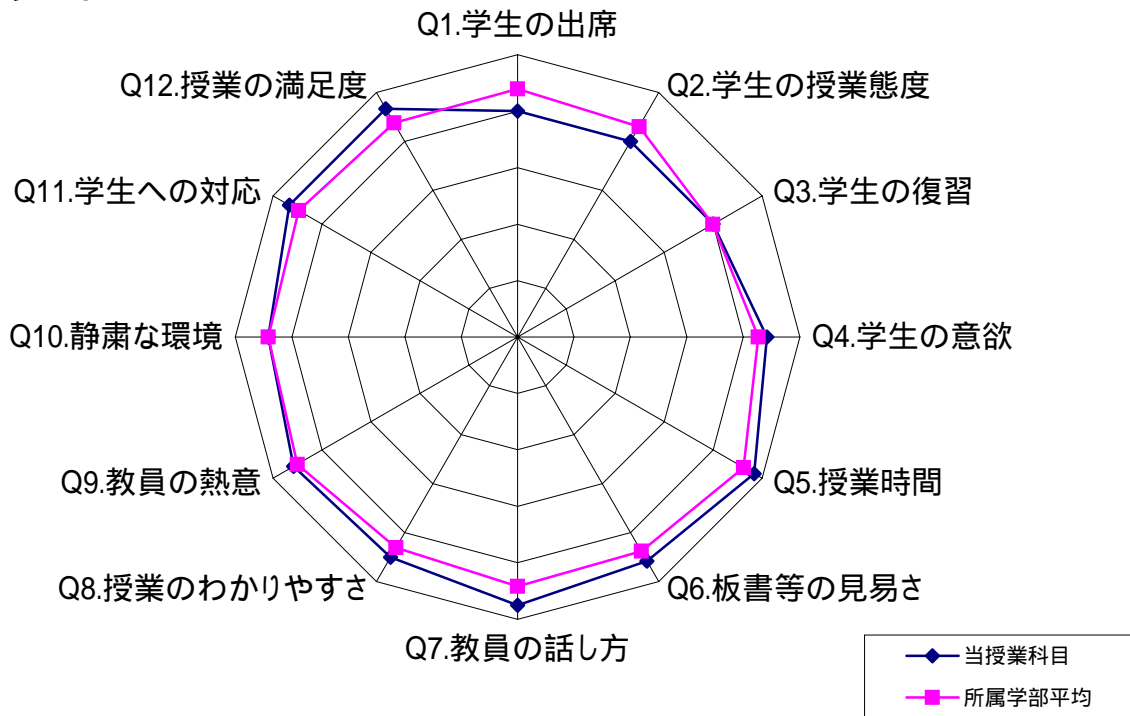 Q1.学生の出席
Q2.学生の授業態度
Q3.学生の復習
Q4.学生の意欲
Q5.授業時間
Q6.板書等の見易さ
Q7.教員の話し方
Q8.授業のわかりやすさ
Q9.教員の熱意
Q10.静粛な環境
Q11.学生への対応
Q12.授業の満足度
当授業科目
所属学部平均